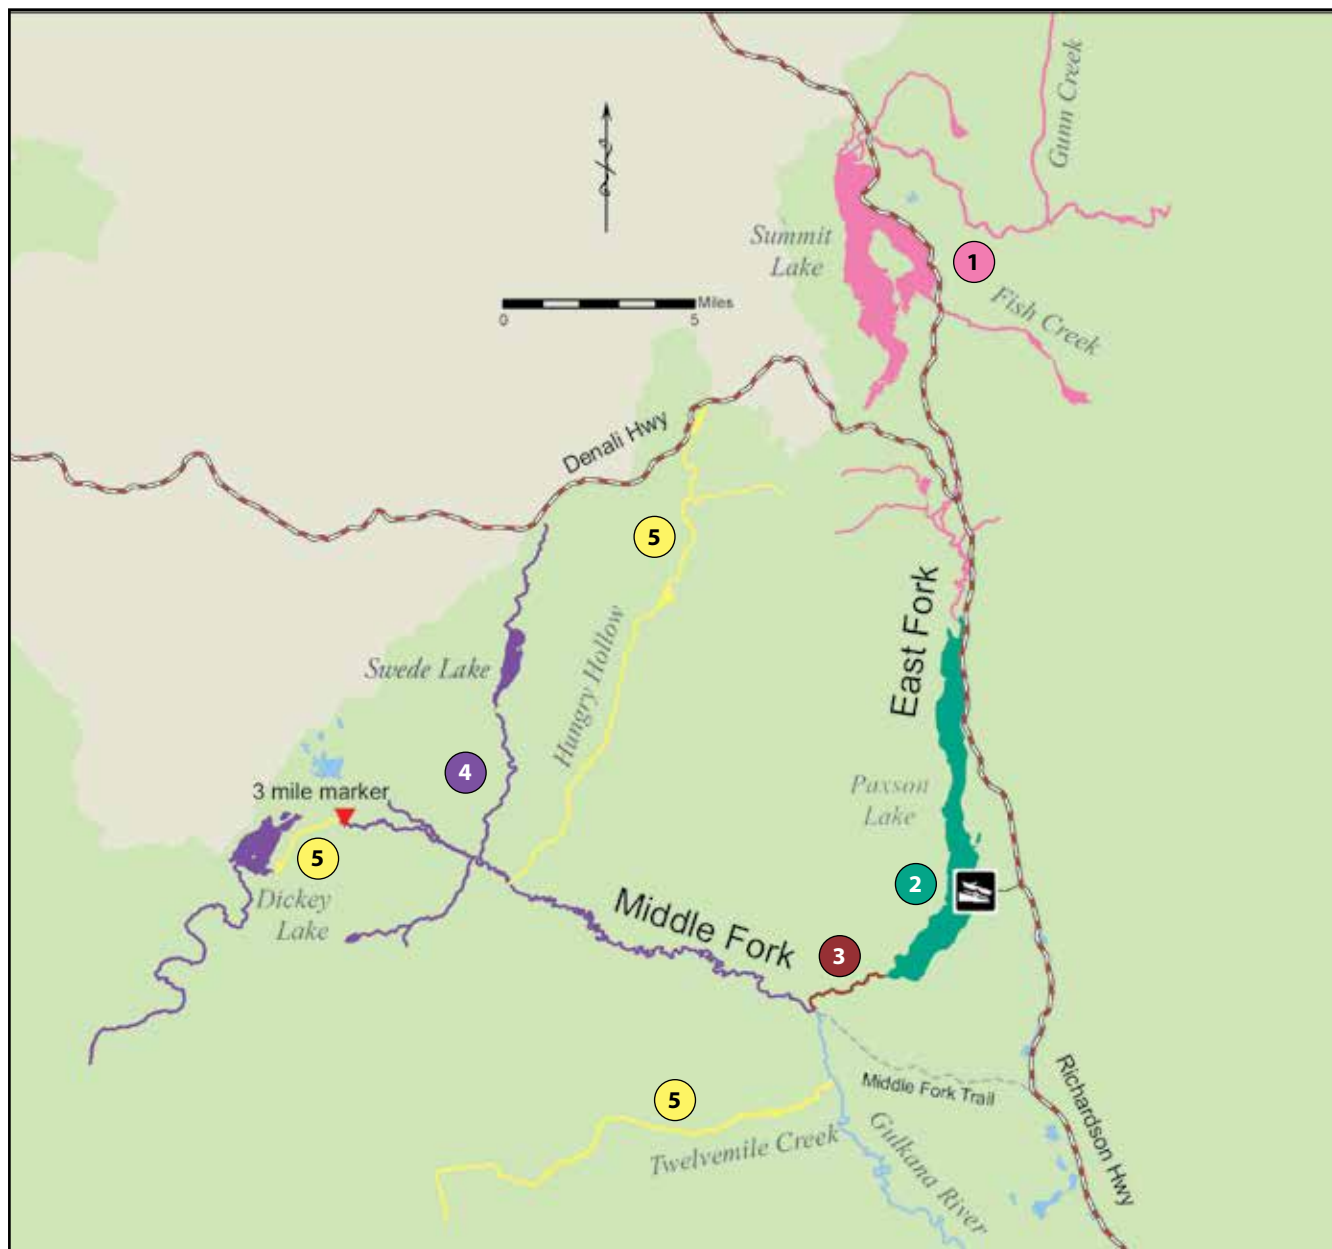 Gunn Creek
Summit
Lake
1
Miles
0
5
Fish Creek
Denali Hwy
5
East Fork
Swede Lake
Hungry Hollow
4
3 mile marker
Paxson
Lake
5
2
Dickey
Lake
Middle Fork
3
5
Middle Fork Trail
Richardson Hwy
Twelvemile Creek
Gulkana River